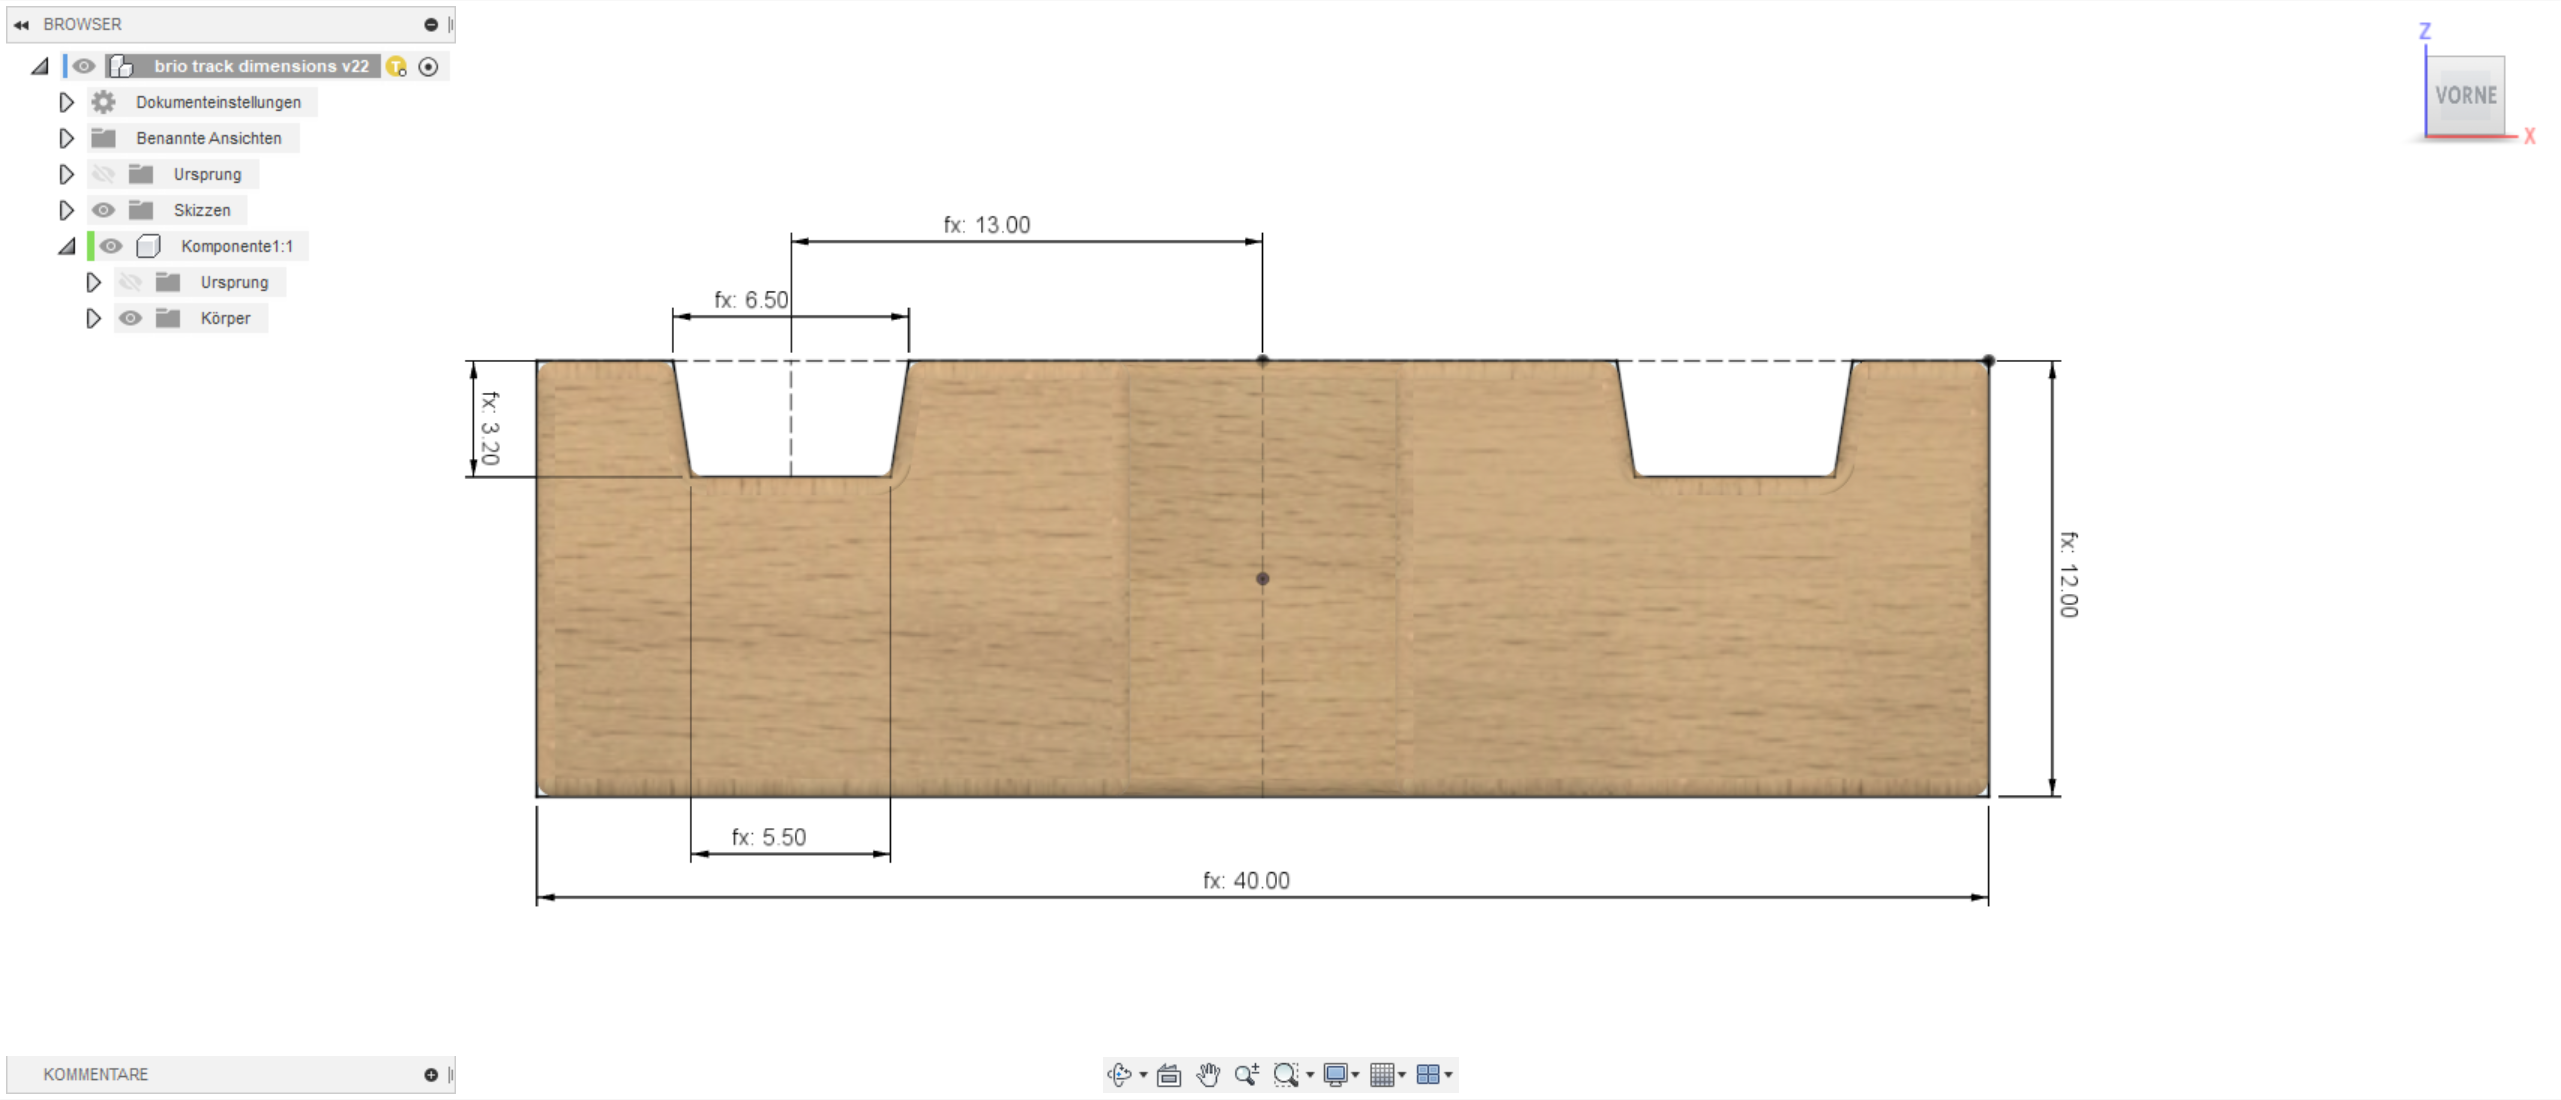 BROWSER
brio track dimensions v22
Dokumenteinstellungen
Benannte Ansichten
Ursprung
Skizzen
Komponente1:1
Ursprung
Körper
Z
VORNE
X
fx: 13.00
fx: 6.50
fx: 3.20
fx: 12.00
fx: 5.50
fx: 40.00
KOMMENTARE